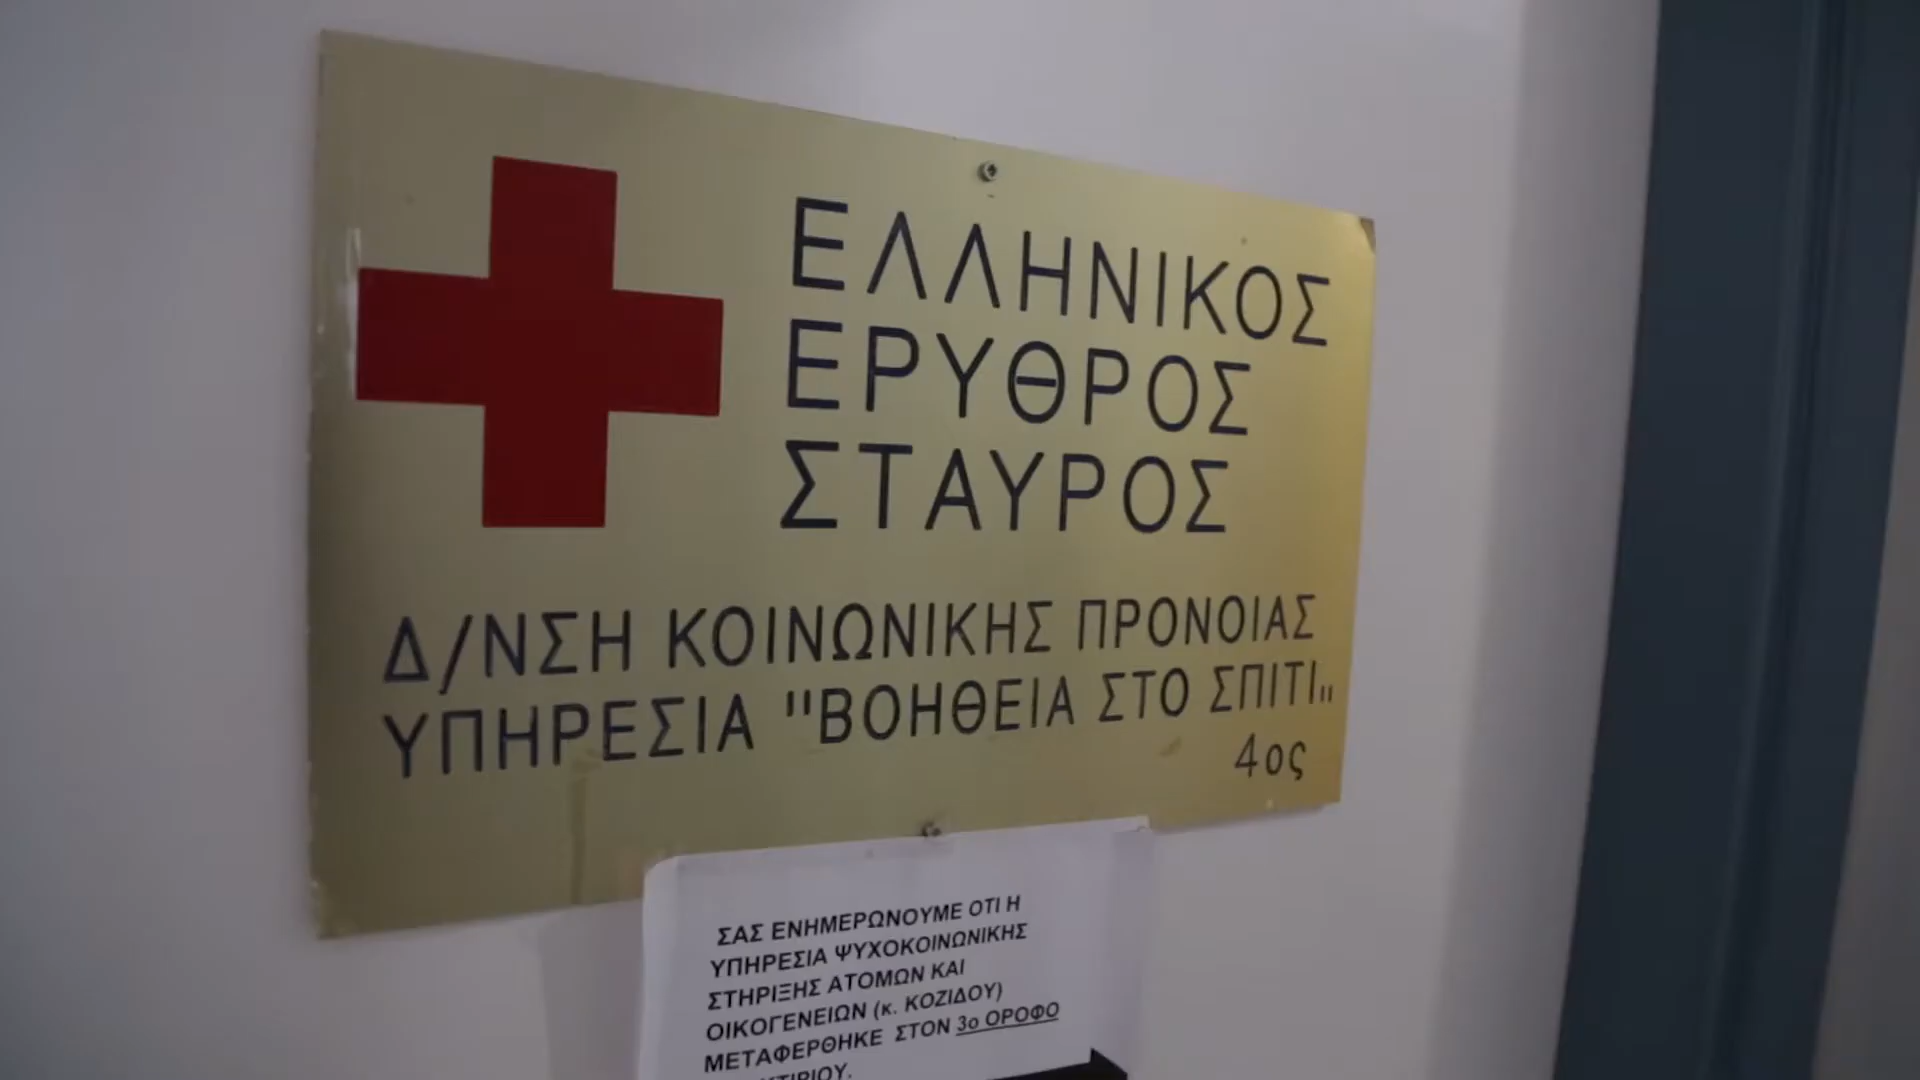 ΕΛΛΗΝΙΚΟΣ
ΕΡΥΘΡΟΣ
ΣΤΑΥΡΟΣ
Δ/ΝΣΗ ΚΟΙΝΩΝΙΚΗΣ ΠΡΟΝΟΙΑΣ
ΥΠΗΡΕΣΙΑ "ΒΟΗΘΕΙΑ ΣΤΟ ΣΠΙΤΙ„
4ος
ΣΑΣ ΕΝΗΜΕΡΩΝΟΥΜΕ ΟΤΙ Η
ΥΠΗΡΕΣΙΑ ΨΥΧΟΚΟΙΝΩΝΙΚΗΣ
ΣΤΗΡΙΞΗΣ ΑΤΟΜΩΝ ΚΑΙ
ΟΙΚΟΓΕΝΕΙΩΝ (κ. ΚΟΖΙΔΟΥ)
ΜΕΤΑΦΕΡΘΗΚΕ ΣΤΟΝ 3ο ΟΡΟΦΟ